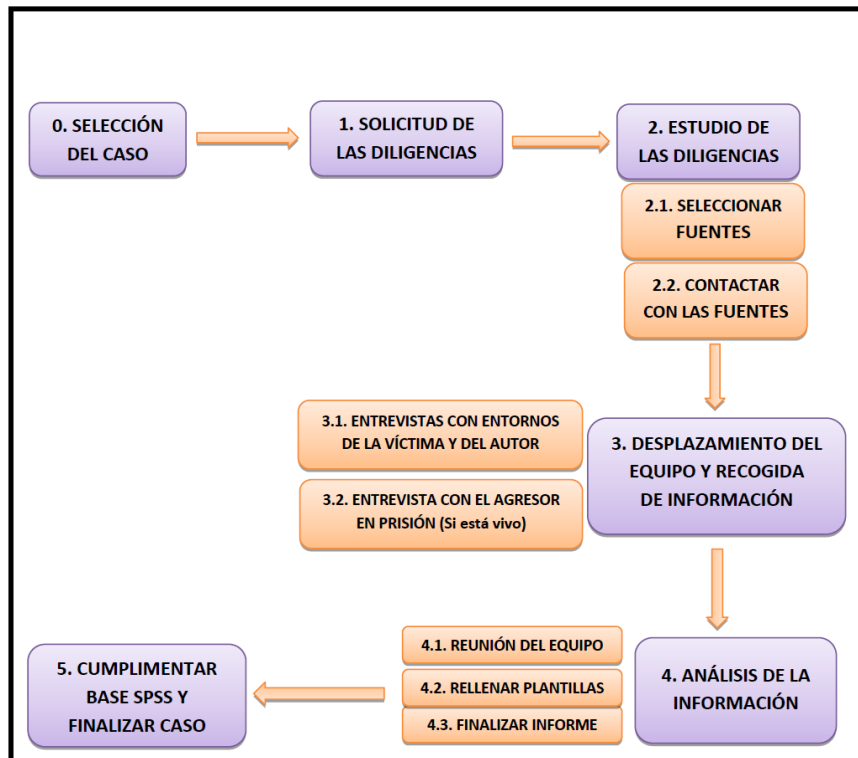 0. SELECCIÓN
DEL CASO
1. SOLICITUD DE
LAS DILIGENCIAS
2. ESTUDIO DE
LAS DILIGENCIAS
2.1. SELECCIONAR
FUENTES
2.2. CONTACTAR
CON LAS FUENTES
3. DESPLAZAMIENTO DEL
EQUIPO Y RECOGIDA
DE INFORMACIÓN
3.1. ENTREVISTAS CON ENTORNOS
DE LA VÍCTIMA Y DEL AUTOR
3.2. ENTREVISTA CON EL AGRESOR
EN PRISIÓN (Si está vivo)
4. ANÁLISIS DE LA
INFORMACIÓN
4.1. REUNIÓN DEL EQUIPO
4.2. RELLENAR PLANTILLAS
4.3. FINALIZAR INFORME
5. CUMPLIMENTAR
BASE SPSS Y
FINALIZAR CASO